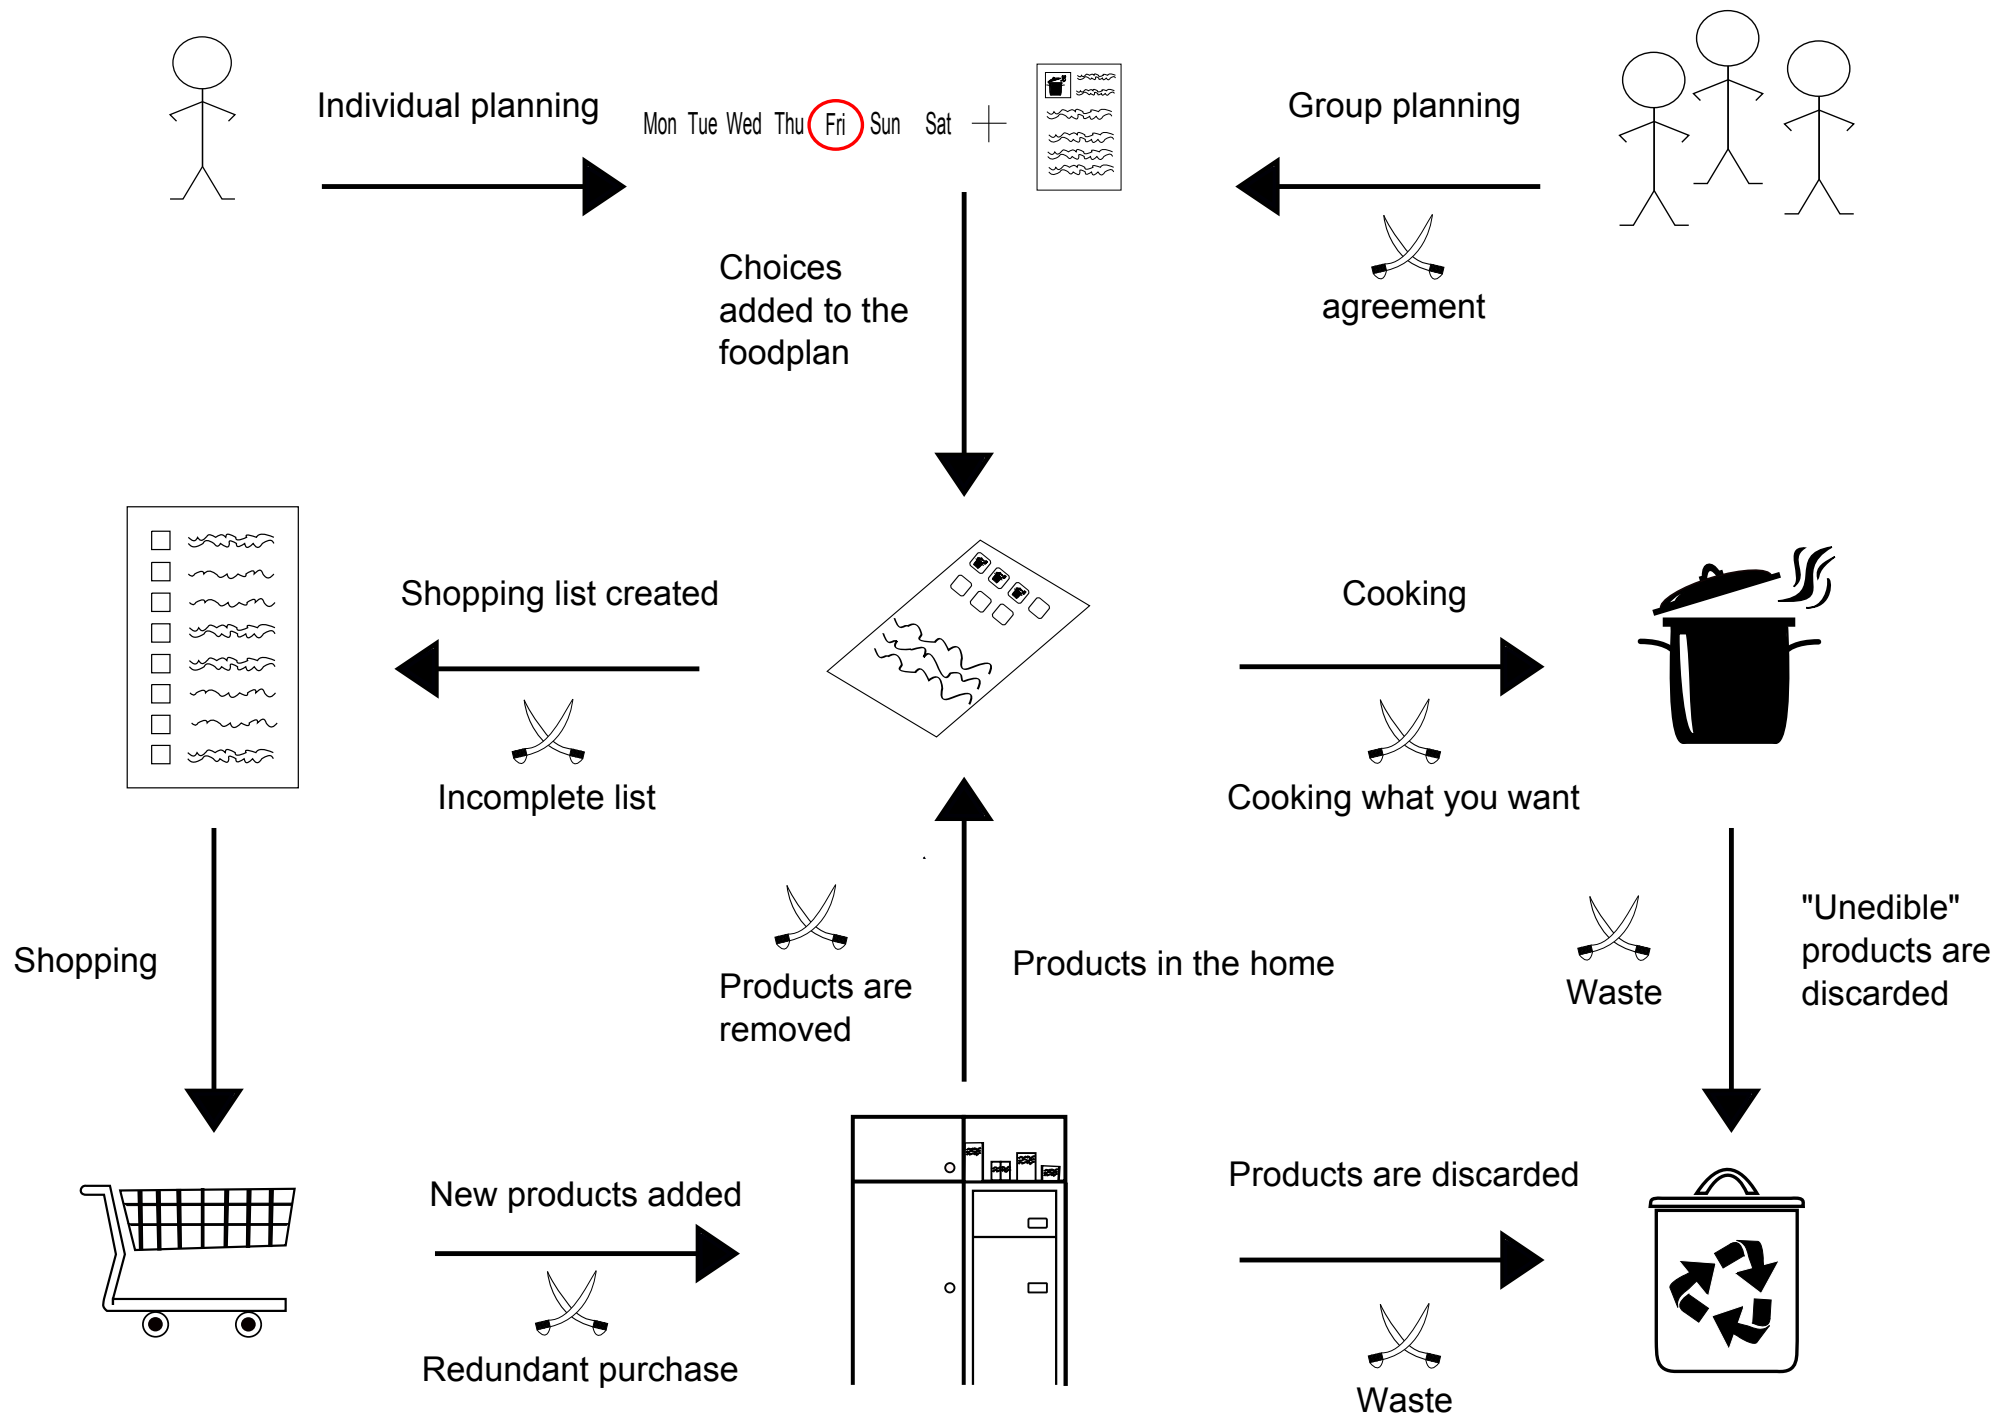 Individual planning
Mon Tue Wed Thu Fri Sun Sat
Group planning
agreement
Choices
added to the
foodplan
Shopping list created
Incomplete list
Cooking
Cooking what you want
Shopping
Products are
removed
Products in the home
Waste
"Unedible"
products are
discarded
New products added
Redundant purchase
Products are discarded
Waste